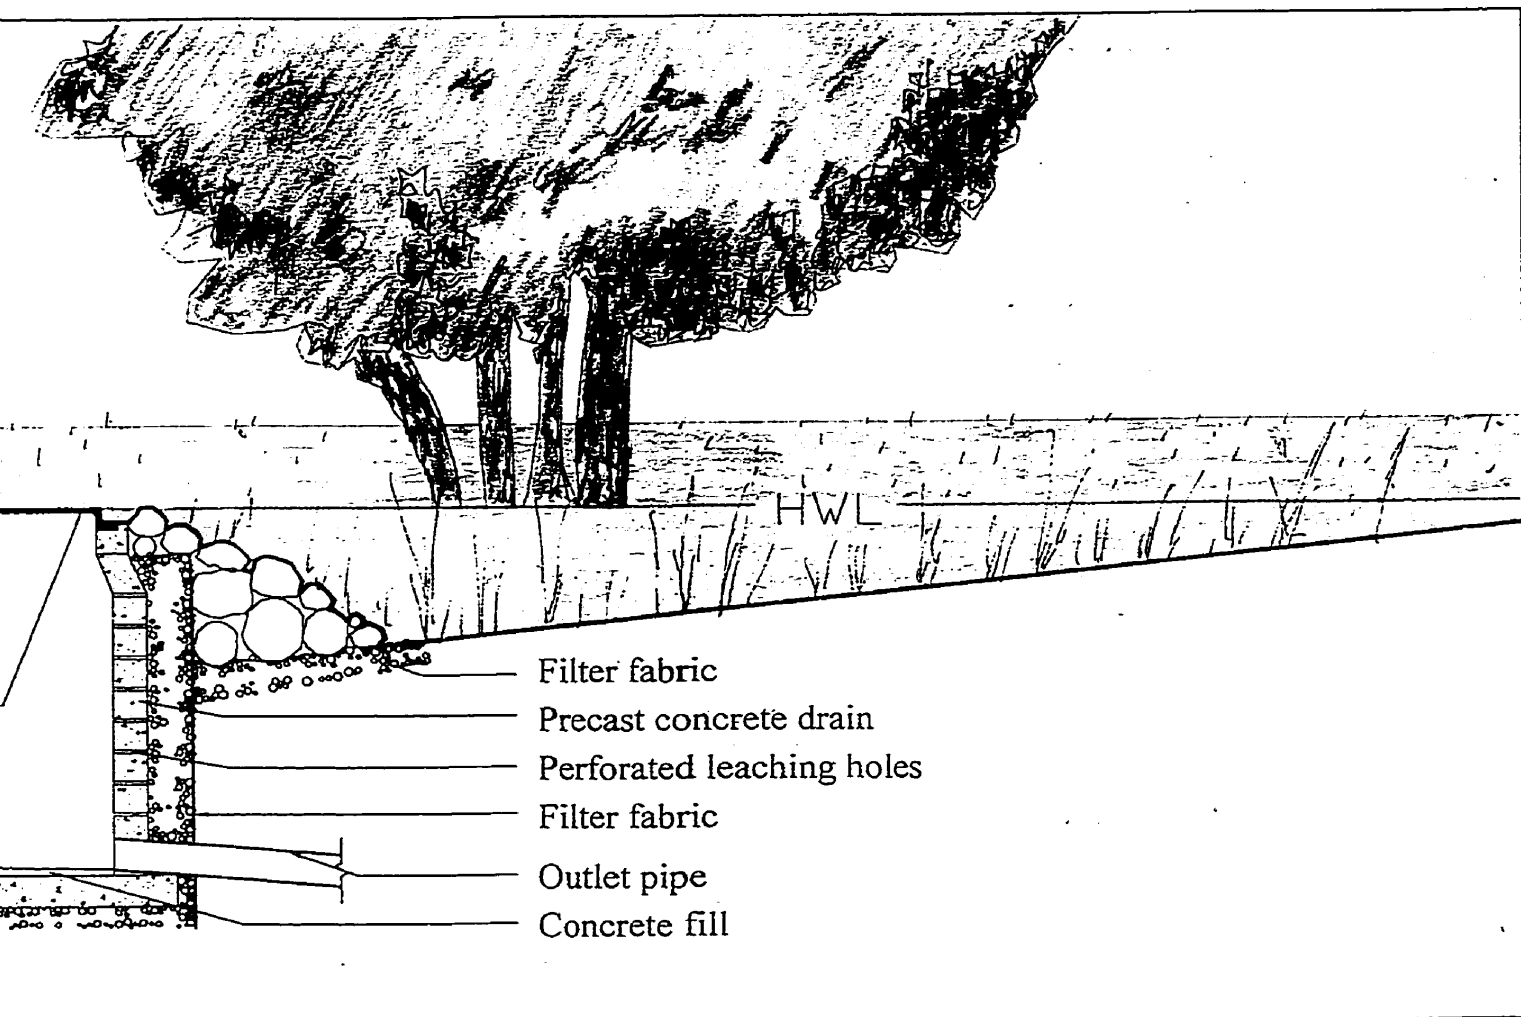 HWL
Filter fabric
Precast concrete drain
Perforated leaching holes
Filter fabric
Outlet pipe
Concrete fill